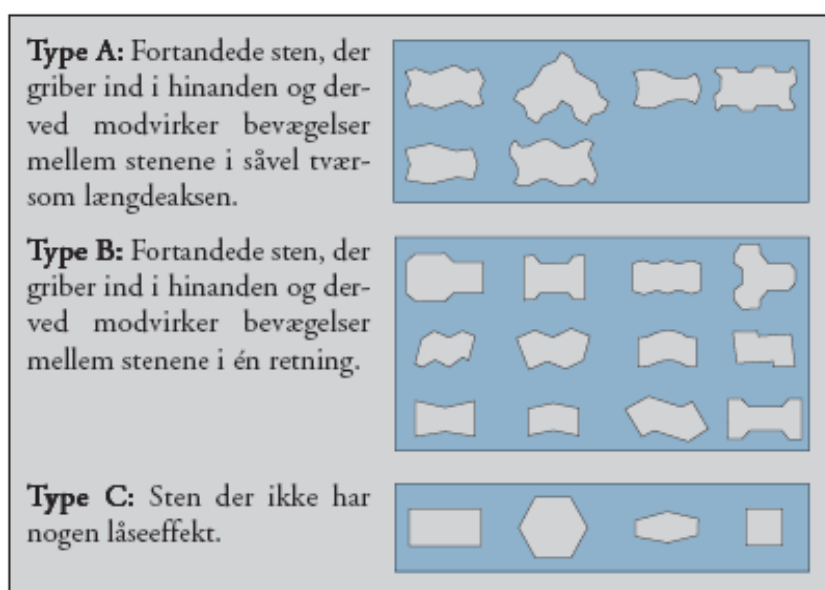 Type A: Fortandede sten, der
griber ind i hinanden og der-
ved modvirker bevægelser
mellem stenene i såvel tvær-
som længdeaksen.
Type B: Fortandede sten, der
griber ind i hinanden og der-
ved modvirker bevægelser
mellem stenene i én retning.
Type C: Sten der ikke har
nogen låseeffekt.